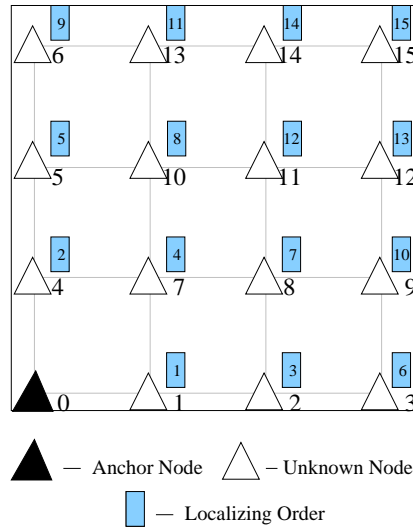 9 11 14 15
6 13 14 15
5 8 12 13
5 10 11 12
2 4 7 10
4 7 8 9
1 3 6
0 1 2 3
— Anchor Node – Unknown Node
— Localizing Order